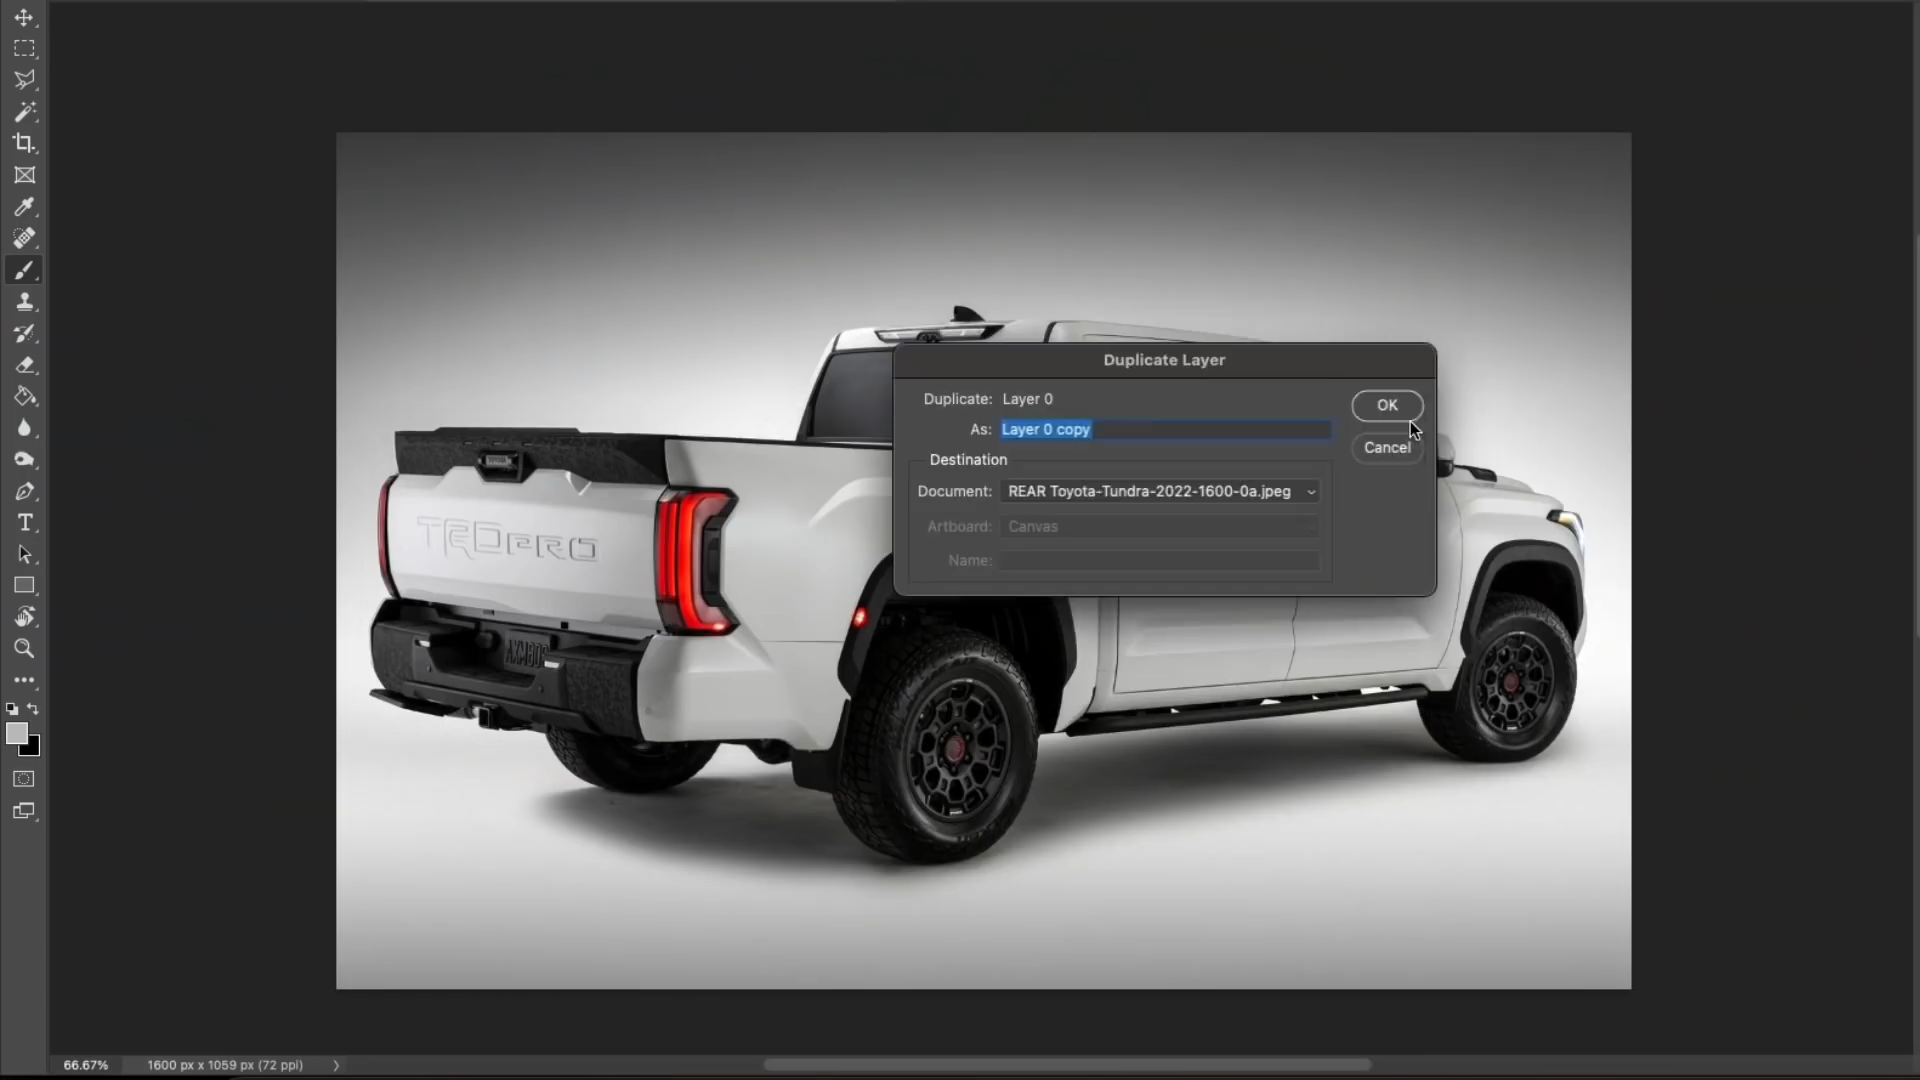 Duplicate Layer
Duplicate: Layer 0
OK
As: Layer 0 copy
Cancel
Destination
Document: REAR Toyota-Tundra-2022-1600-0a.jpeg
Artboard: Canvas
Name:
TRDPRO
66.67%
1600 px x 1059 px (72 ppi)